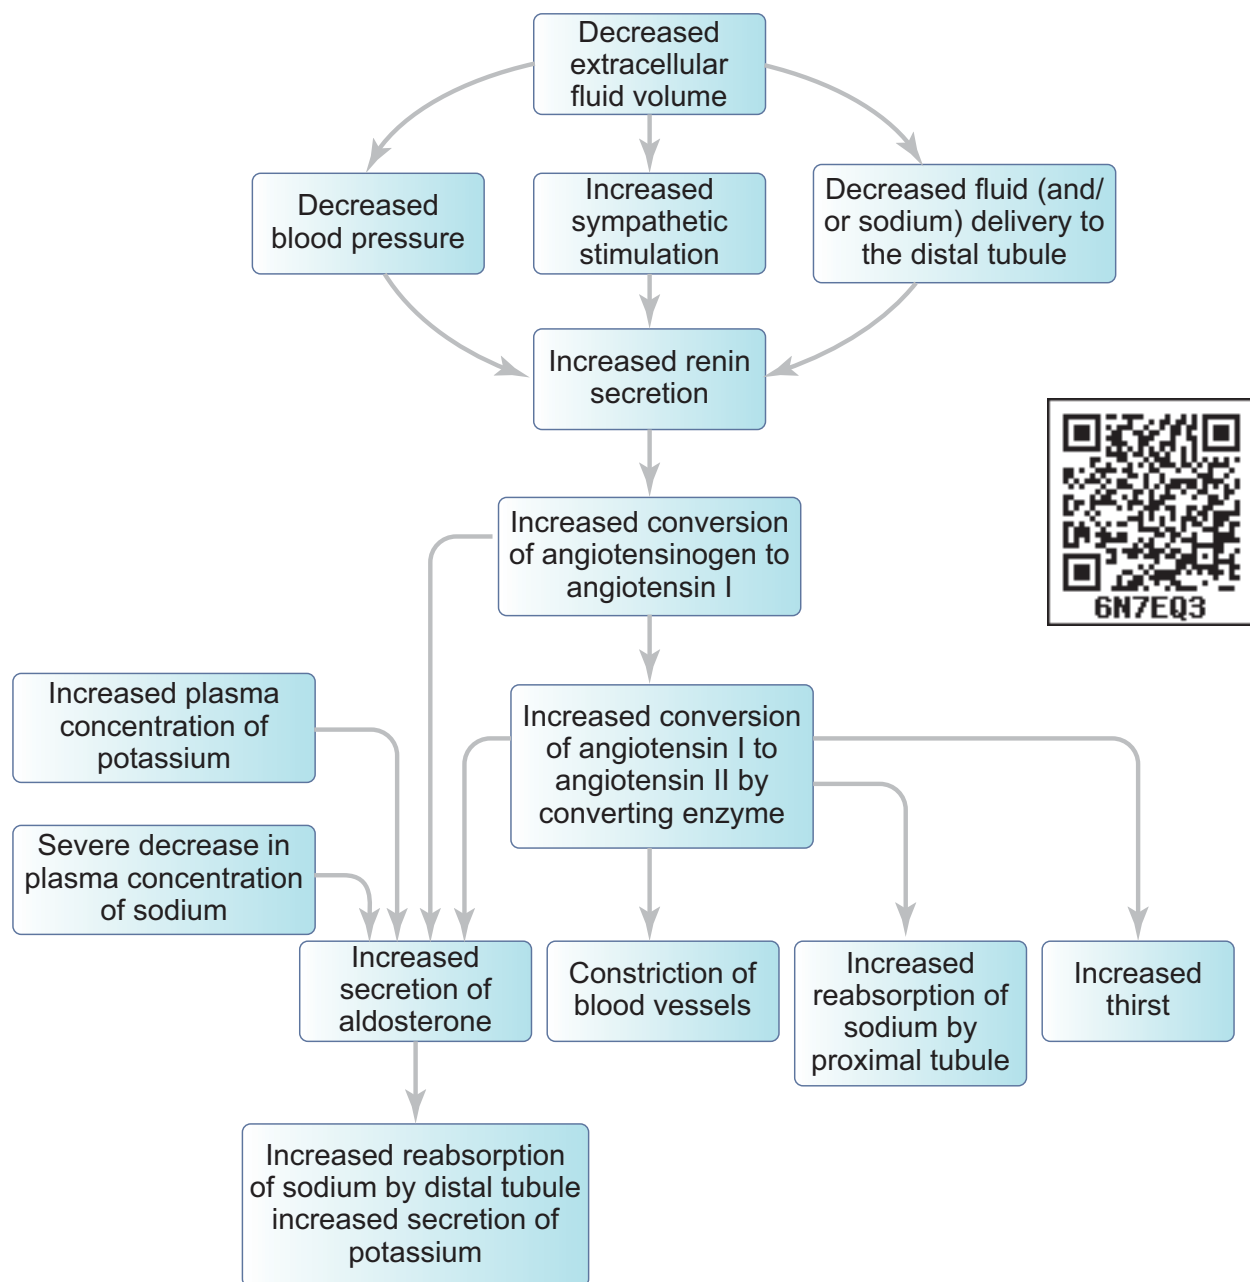 Decreased
extracellular
fluid volume
Decreased
blood pressure
Increased
sympathetic
stimulation
Decreased fluid (and/
or sodium) delivery to
the distal tubule
Increased renin
secretion
6N7EQ3
Increased conversion
of angiotensinogen to
angiotensin I
Increased plasma
concentration of
potassium
Increased conversion
of angiotensin I to
angiotensin II by
converting enzyme
Severe decrease in
plasma concentration
of sodium
Increased
secretion of
aldosterone
Constriction of
blood vessels
Increased
reabsorption of
sodium by
proximal tubule
Increased
thirst
Increased reabsorption
of sodium by distal tubule
increased secretion of
potassium